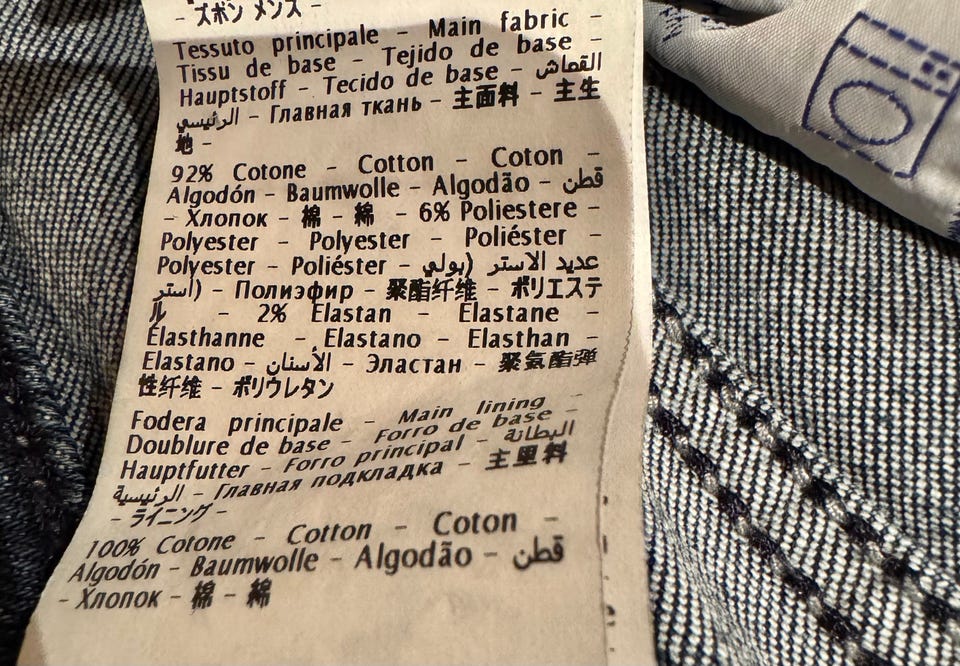 - ズボン メンズ -
Tessuto principale - Main fabric -
Tissu de base - Tejido de base -
Hauptstoff - Tecido de base - القماش
الرئيسي - Главная ткань - 主面料 - 主生
地 -
92% Cotone - Cotton - Coton -
Algodón - Baumwolle - Algodão - قطن
- Хлопок - 棉 - 綿 - 6% Poliestere -
Polyester - Polyester - Poliéster -
Polyester - Poliéster - عديد الاستر (بولي
أستر) - Полиэфир - 聚酯纤维 - ポリエステ
ル - 2% Elastan - Elastane -
Élasthanne - Elastano - Elasthan -
Elastano - الأسنان - Эластан - 聚氨酯弹
性纤维 - ポリウレタン
Fodera principale - Main lining -
Doublure de base - Forro de base -
Hauptfutter - Forro principal - البطانة
الرئيسية - Главная подкладка - 主里料
- ライニング -
100% Cotone - Cotton - Coton -
Algodón - Baumwolle - Algodão - قطن
- Хлопок - 棉 - 綿